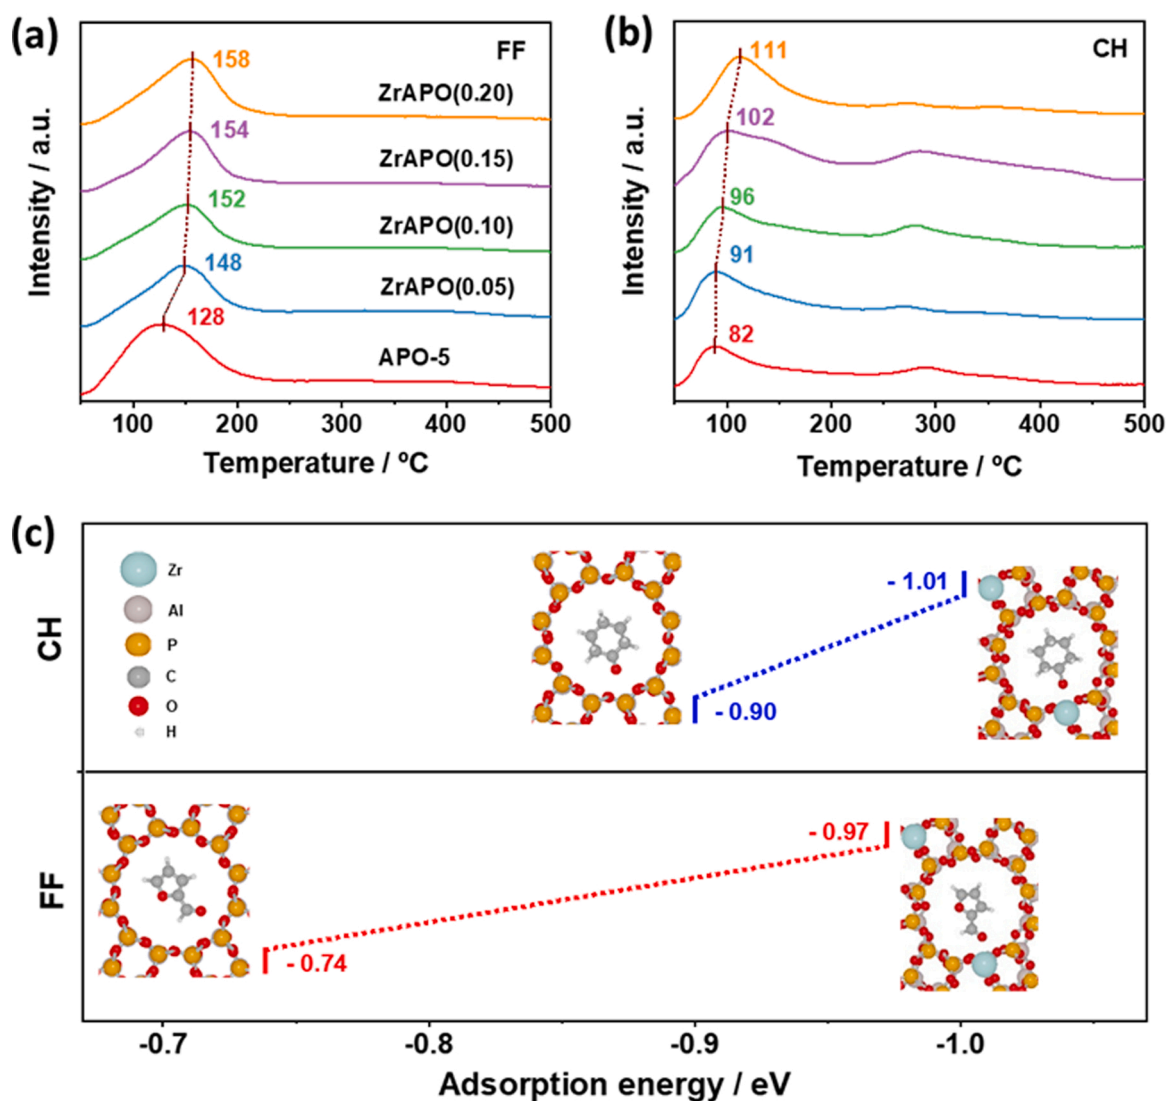 (a)
FF
158
ZrAPO(0.20)
154
ZrAPO(0.15)
152
ZrAPO(0.10)
148
ZrAPO(0.05)
128
APO-5
Intensity / a.u.
100 200 300 400 500
Temperature / ºC
(b)
CH
111
102
96
91
82
Intensity / a.u.
100 200 300 400 500
Temperature / ºC
(c)
CH
Zr
Al
P
C
O
H
- 1.01
- 0.90
FF
- 0.97
- 0.74
-0.7 -0.8 -0.9 -1.0
Adsorption energy / eV